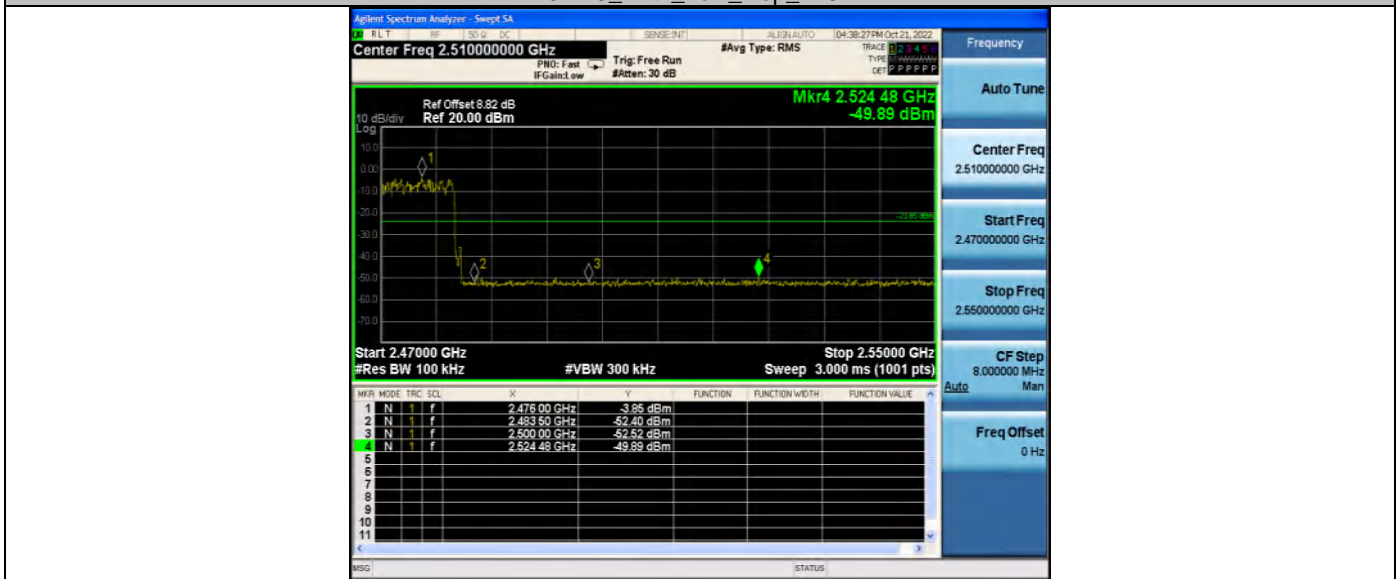 Agilent Spectrum Analyzer - Swept SA
RLT RF 50 Ω DC SENSE:INT ALIGN AUTO 04:38:27 PM Oct 21, 2022
Center Freq 2.510000000 GHz #Avg Type: RMS TRACE 1 2 3 4 5 6
PNO: Fast Trig: Free Run TYPE M
IFGain:Low #Atten: 30 dB DET P P P P P P
Ref Offset 8.82 dB Mkr4 2.524 48 GHz
10 dB/div Ref 20.00 dBm -49.89 dBm
Log
10.0
0.00
-10.0
-20.0
-23.85 dBm
-30.0
-40.0
-50.0
-60.0
-70.0
1
2
3
4
Start 2.47000 GHz Stop 2.55000 GHz
#Res BW 100 kHz #VBW 300 kHz Sweep 3.000 ms (1001 pts)
MKR MODE TRC SCL X Y FUNCTION FUNCTION WIDTH FUNCTION VALUE
1 N 1 f 2.476 00 GHz -3.85 dBm
2 N 1 f 2.483 50 GHz -52.40 dBm
3 N 1 f 2.500 00 GHz -52.52 dBm
4 N 1 f 2.524 48 GHz -49.89 dBm
5
6
7
8
9
10
11
MSG STATUS
Frequency
Auto Tune
Center Freq
2.510000000 GHz
Start Freq
2.470000000 GHz
Stop Freq
2.550000000 GHz
CF Step
8.000000 MHz
Auto Man
Freq Offset
0 Hz